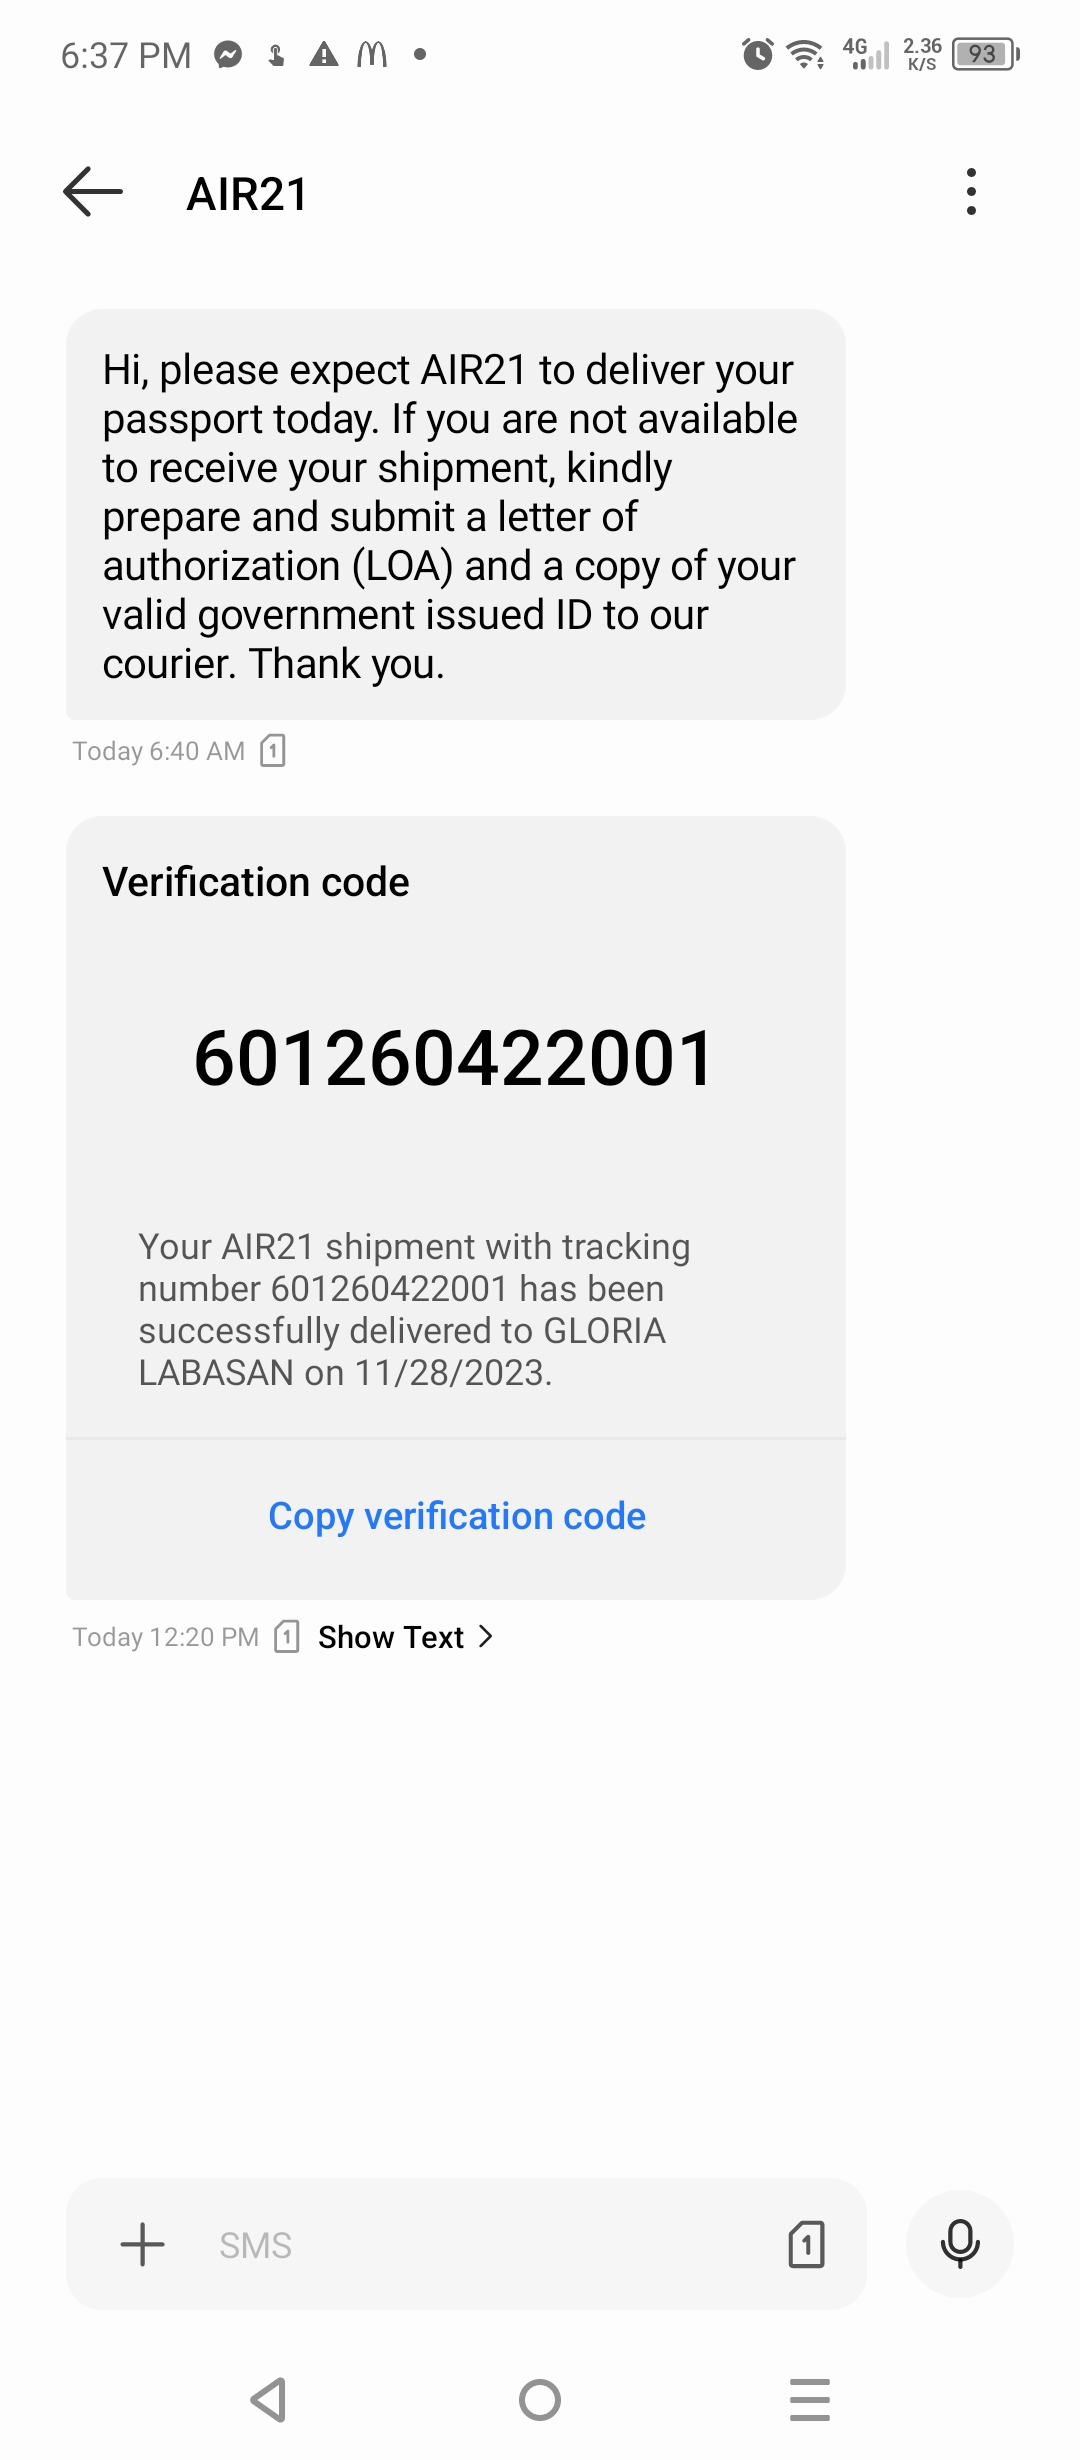 6:37 PM
4G
2.36
K/S
93
AIR21
Hi, please expect AIR21 to deliver your
passport today. If you are not available
to receive your shipment, kindly
prepare and submit a letter of
authorization (LOA) and a copy of your
valid government issued ID to our
courier. Thank you.
Today 6:40 AM 1
Verification code
601260422001
Your AIR21 shipment with tracking
number 601260422001 has been
successfully delivered to GLORIA
LABASAN on 11/28/2023.
Copy verification code
Today 12:20 PM 1 Show Text
SMS 1